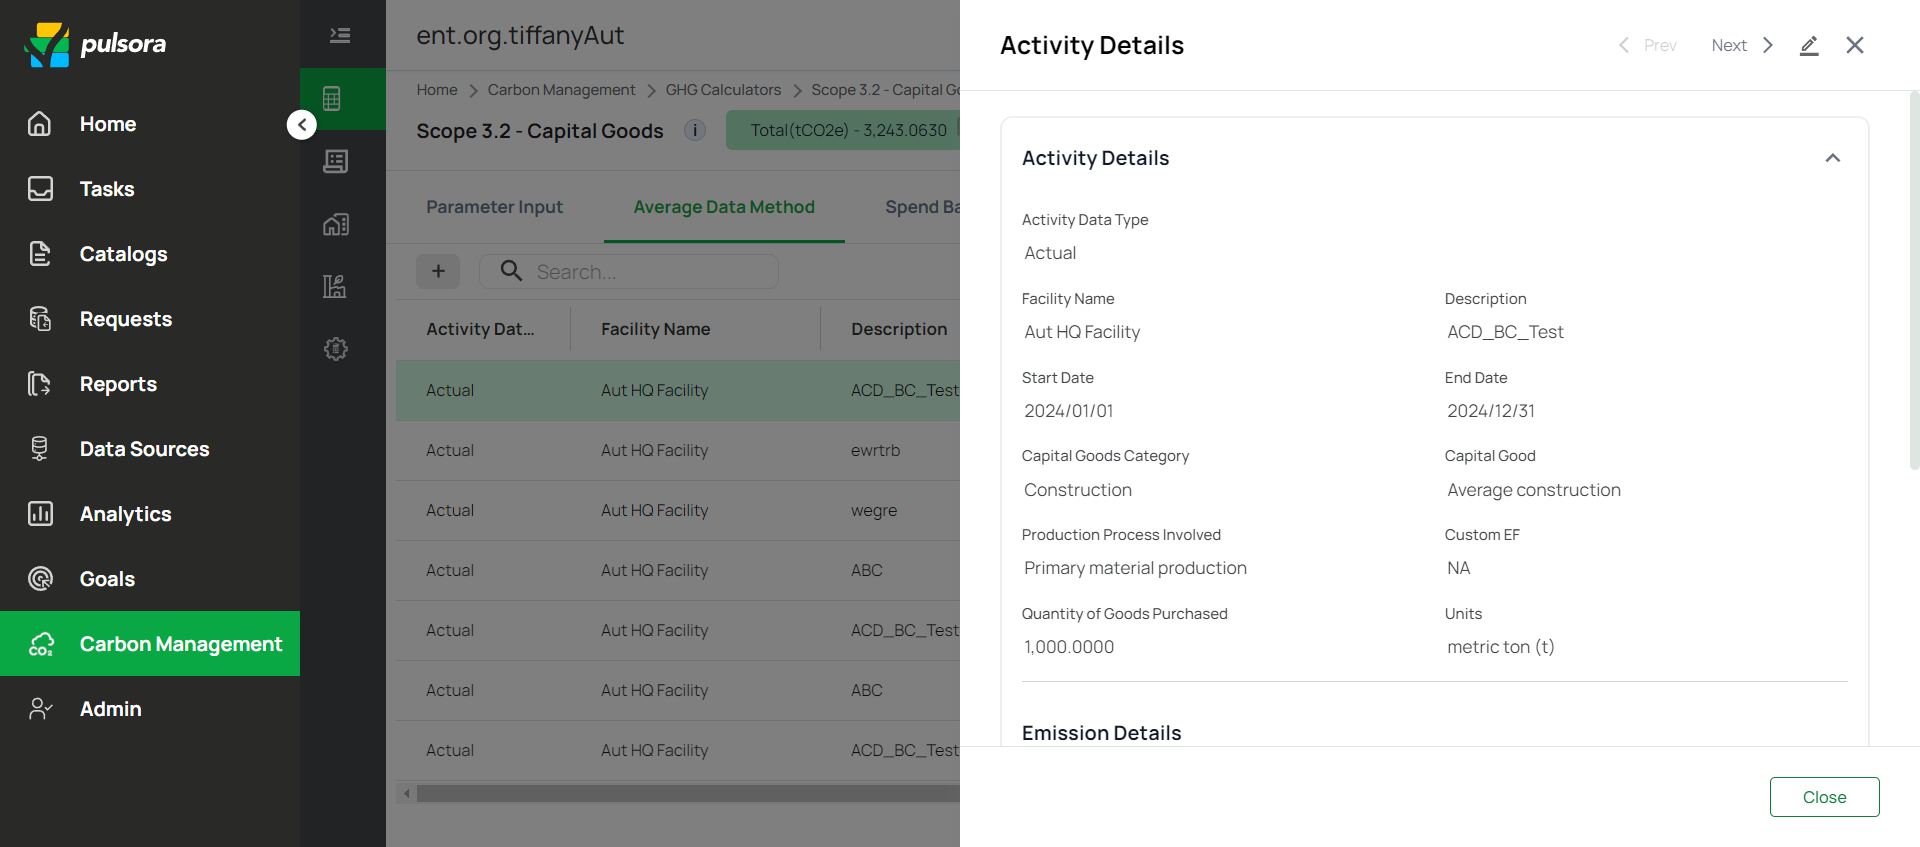 pulsora
Home
Tasks
Catalogs
Requests
Reports
Data Sources
Analytics
Goals
CO₂ Carbon Management
Admin
ent.org.tiffanyAut
Home > Carbon Management > GHG Calculators > Scope 3.2 - Capital Go
Scope 3.2 - Capital Goods i Total(tCO2e) - 3,243.0630
Parameter Input Average Data Method Spend Ba
+ Search...
Activity Dat... Facility Name Description
Actual Aut HQ Facility ACD_BC_Test
Actual Aut HQ Facility ewrtrb
Actual Aut HQ Facility wegre
Actual Aut HQ Facility ABC
Actual Aut HQ Facility ACD_BC_Test
Actual Aut HQ Facility ABC
Actual Aut HQ Facility ACD_BC_Test
Activity Details Prev Next
Activity Details
Activity Data Type
Actual
Facility Name Description
Aut HQ Facility ACD_BC_Test
Start Date End Date
2024/01/01 2024/12/31
Capital Goods Category Capital Good
Construction Average construction
Production Process Involved Custom EF
Primary material production NA
Quantity of Goods Purchased Units
1,000.0000 metric ton (t)
Emission Details
Close